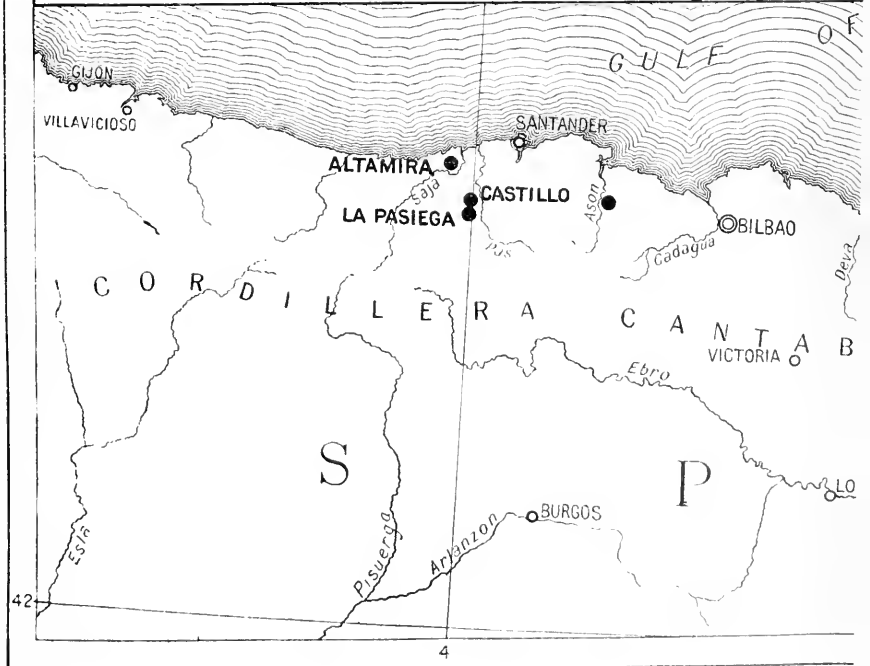 OF
GULF
GIJON
VILLAVICIOSO
SANTANDER
ALTAMIRA
Saja
CASTILLO
Ason
LA PASIEGA
BILBAO
Pas
Cadagua
Deva
CORDILLERA CANTAB
VICTORIA
Ebro
S P
LO
BURGOS
Esla
Pisuerga
Arlanzon
42
4